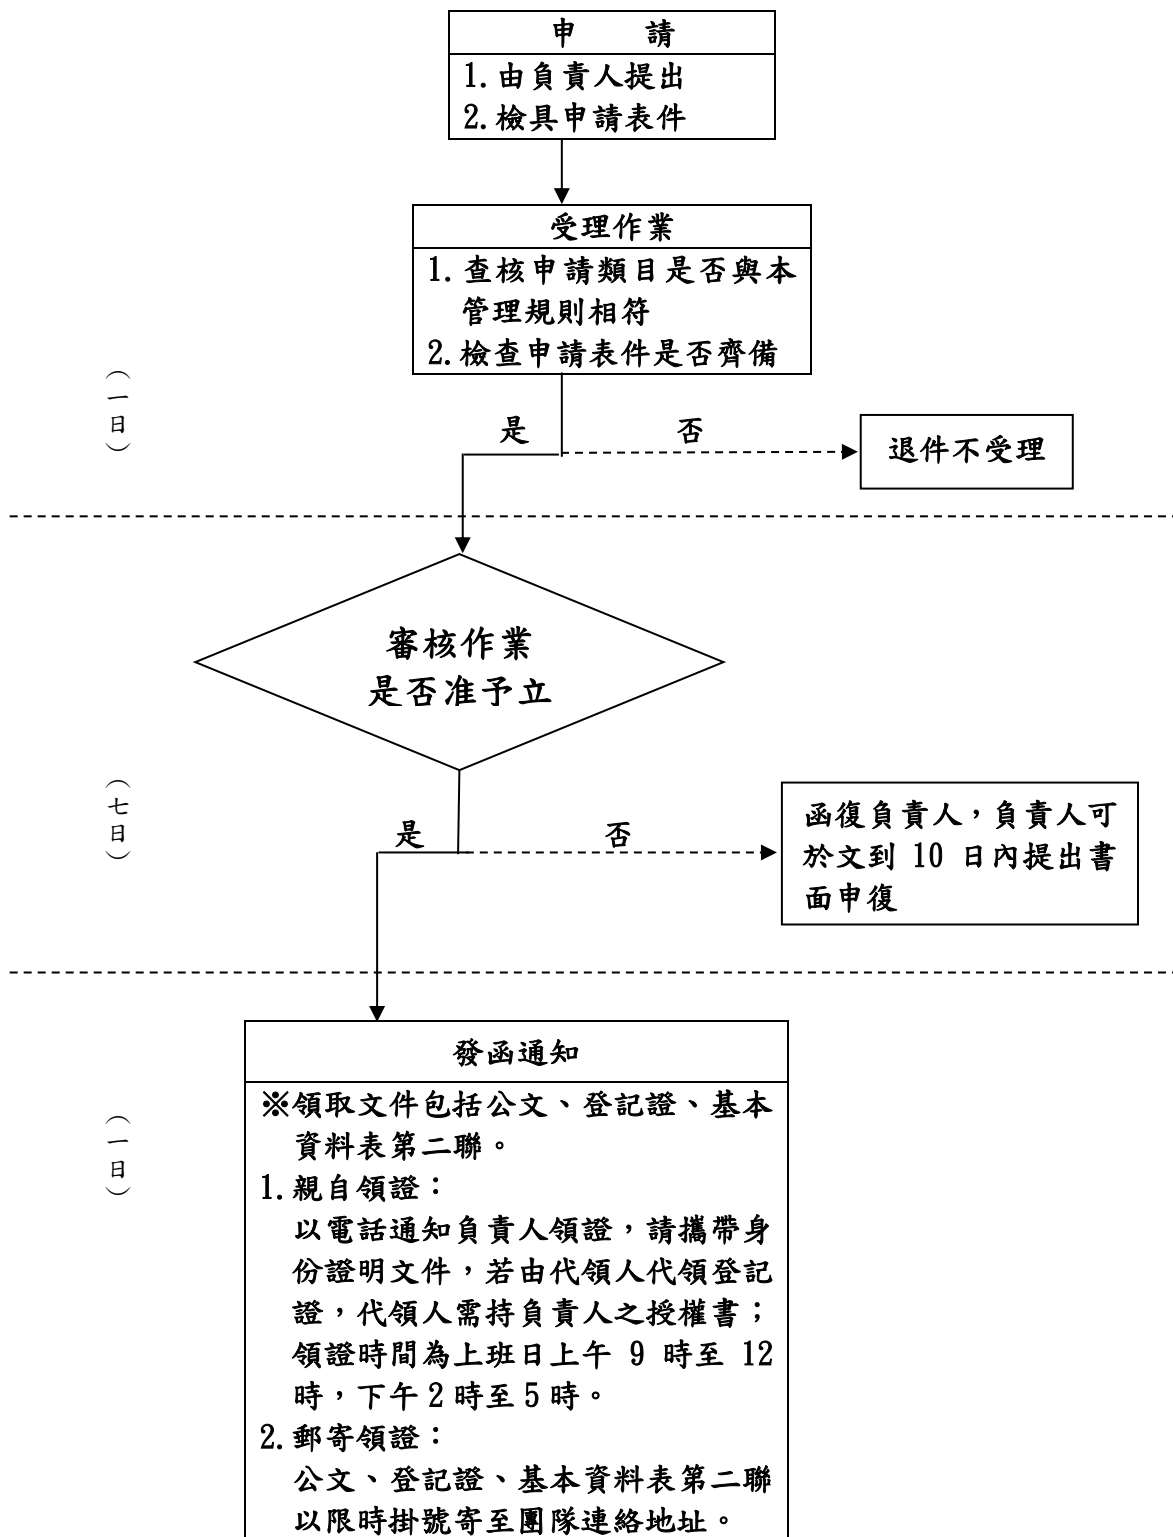 申 請
1.由負責人提出
2.檢具申請表件
受理作業
1.查核申請類目是否與本
管理規則相符
2.檢查申請表件是否齊備
（一日）
是
否
退件不受理
審核作業
是否准予立
（七日）
是
否
函復負責人，負責人可
於文到 10 日內提出書
面申復
發函通知
※領取文件包括公文、登記證、基本
資料表第二聯。
（一日）
1.親自領證：
以電話通知負責人領證，請攜帶身
份證明文件，若由代領人代領登記
證，代領人需持負責人之授權書；
領證時間為上班日上午 9 時至 12
時，下午 2 時至 5 時。
2.郵寄領證：
公文、登記證、基本資料表第二聯
以限時掛號寄至團隊連絡地址。